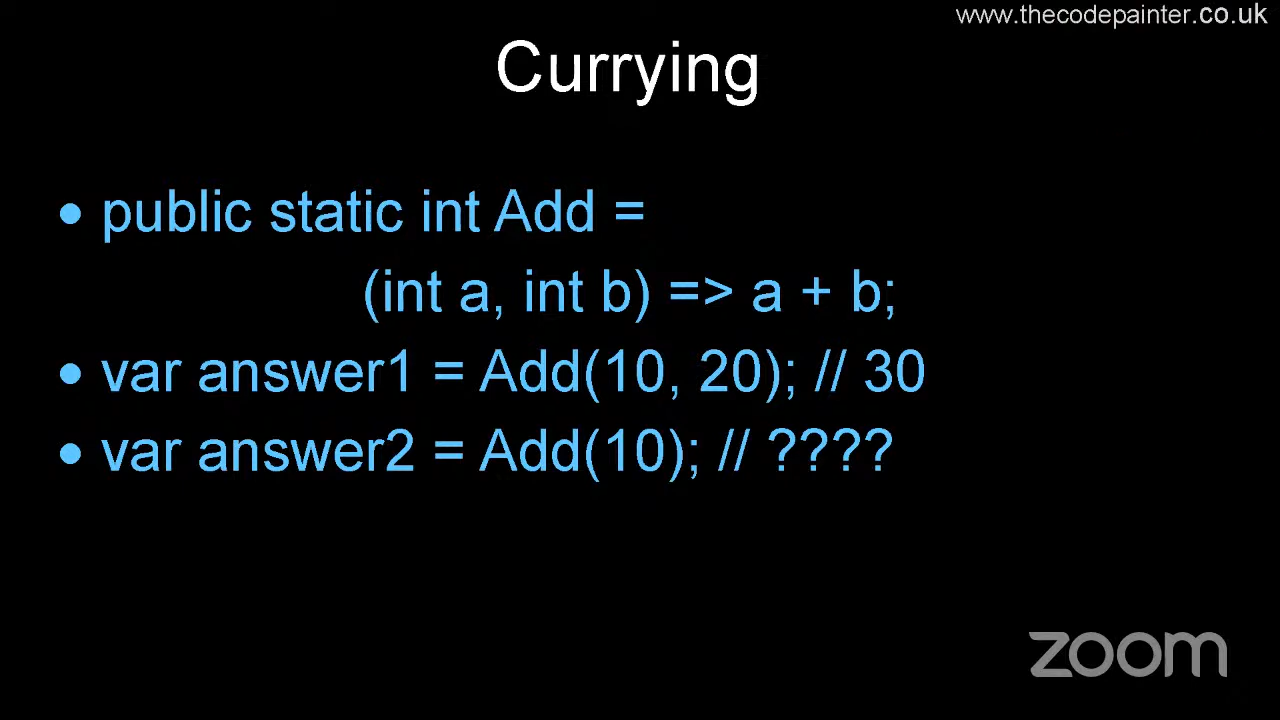 www.thecodepainter.co.uk
Currying
• public static int Add =
(int a, int b) => a + b;
• var answer1 = Add(10, 20); // 30
• var answer2 = Add(10); // ????
zoom